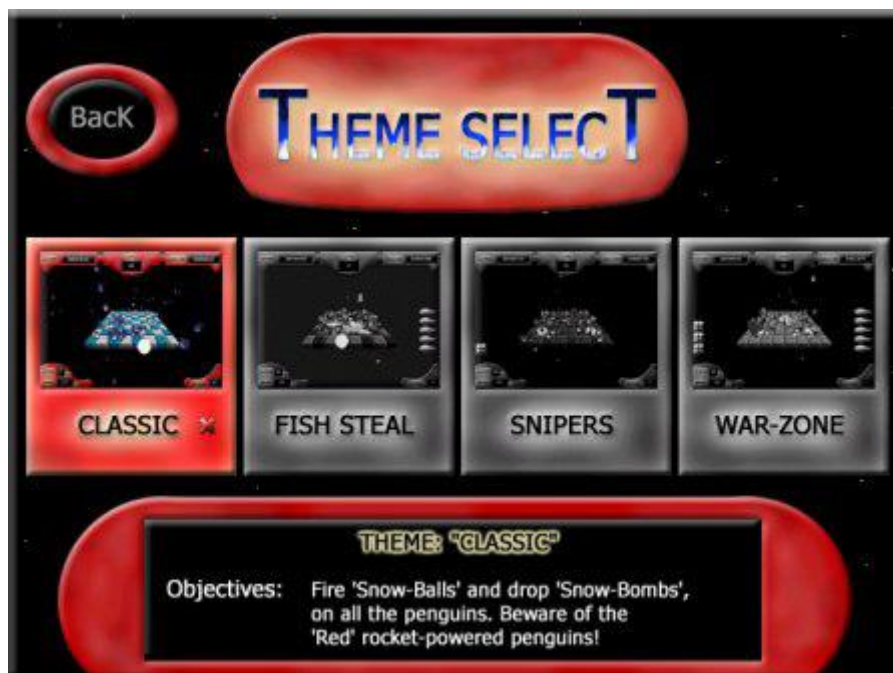 BacK
THEME SELECT
CLASSIC
FISH STEAL
SNIPERS
WAR-ZONE
THEME: "CLASSIC"
Objectives: Fire 'Snow-Balls' and drop 'Snow-Bombs',
on all the penguins. Beware of the
'Red' rocket-powered penguins!